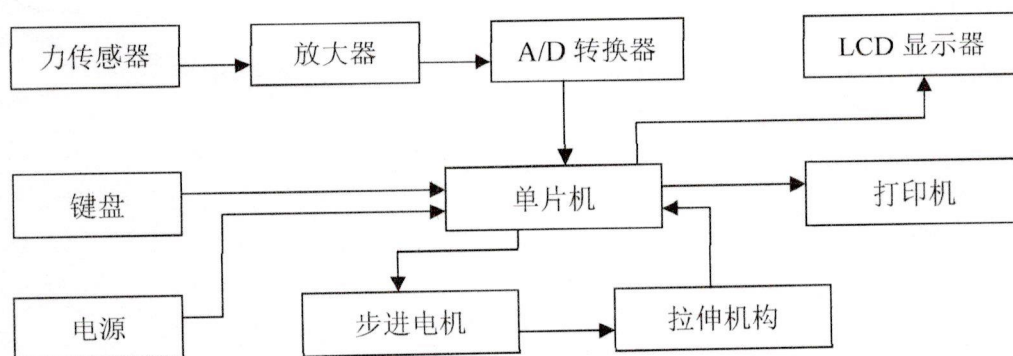 力传感器
放大器
A/D 转换器
LCD 显示器
键盘
单片机
打印机
电源
步进电机
拉伸机构